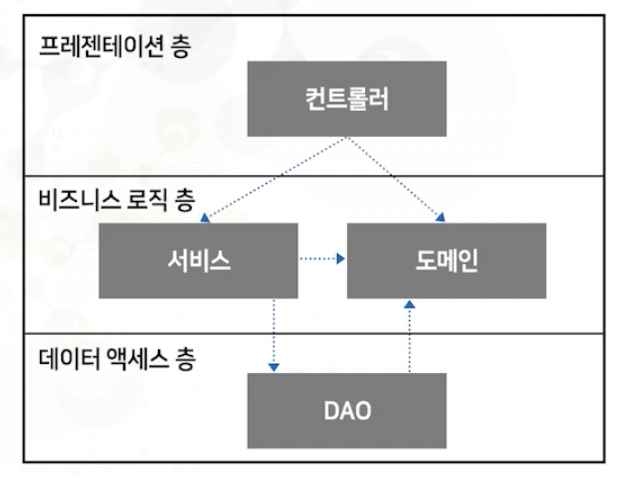 프레젠테이션 층
컨트롤러
비즈니스 로직 층
서비스
도메인
데이터 액세스 층
DAO